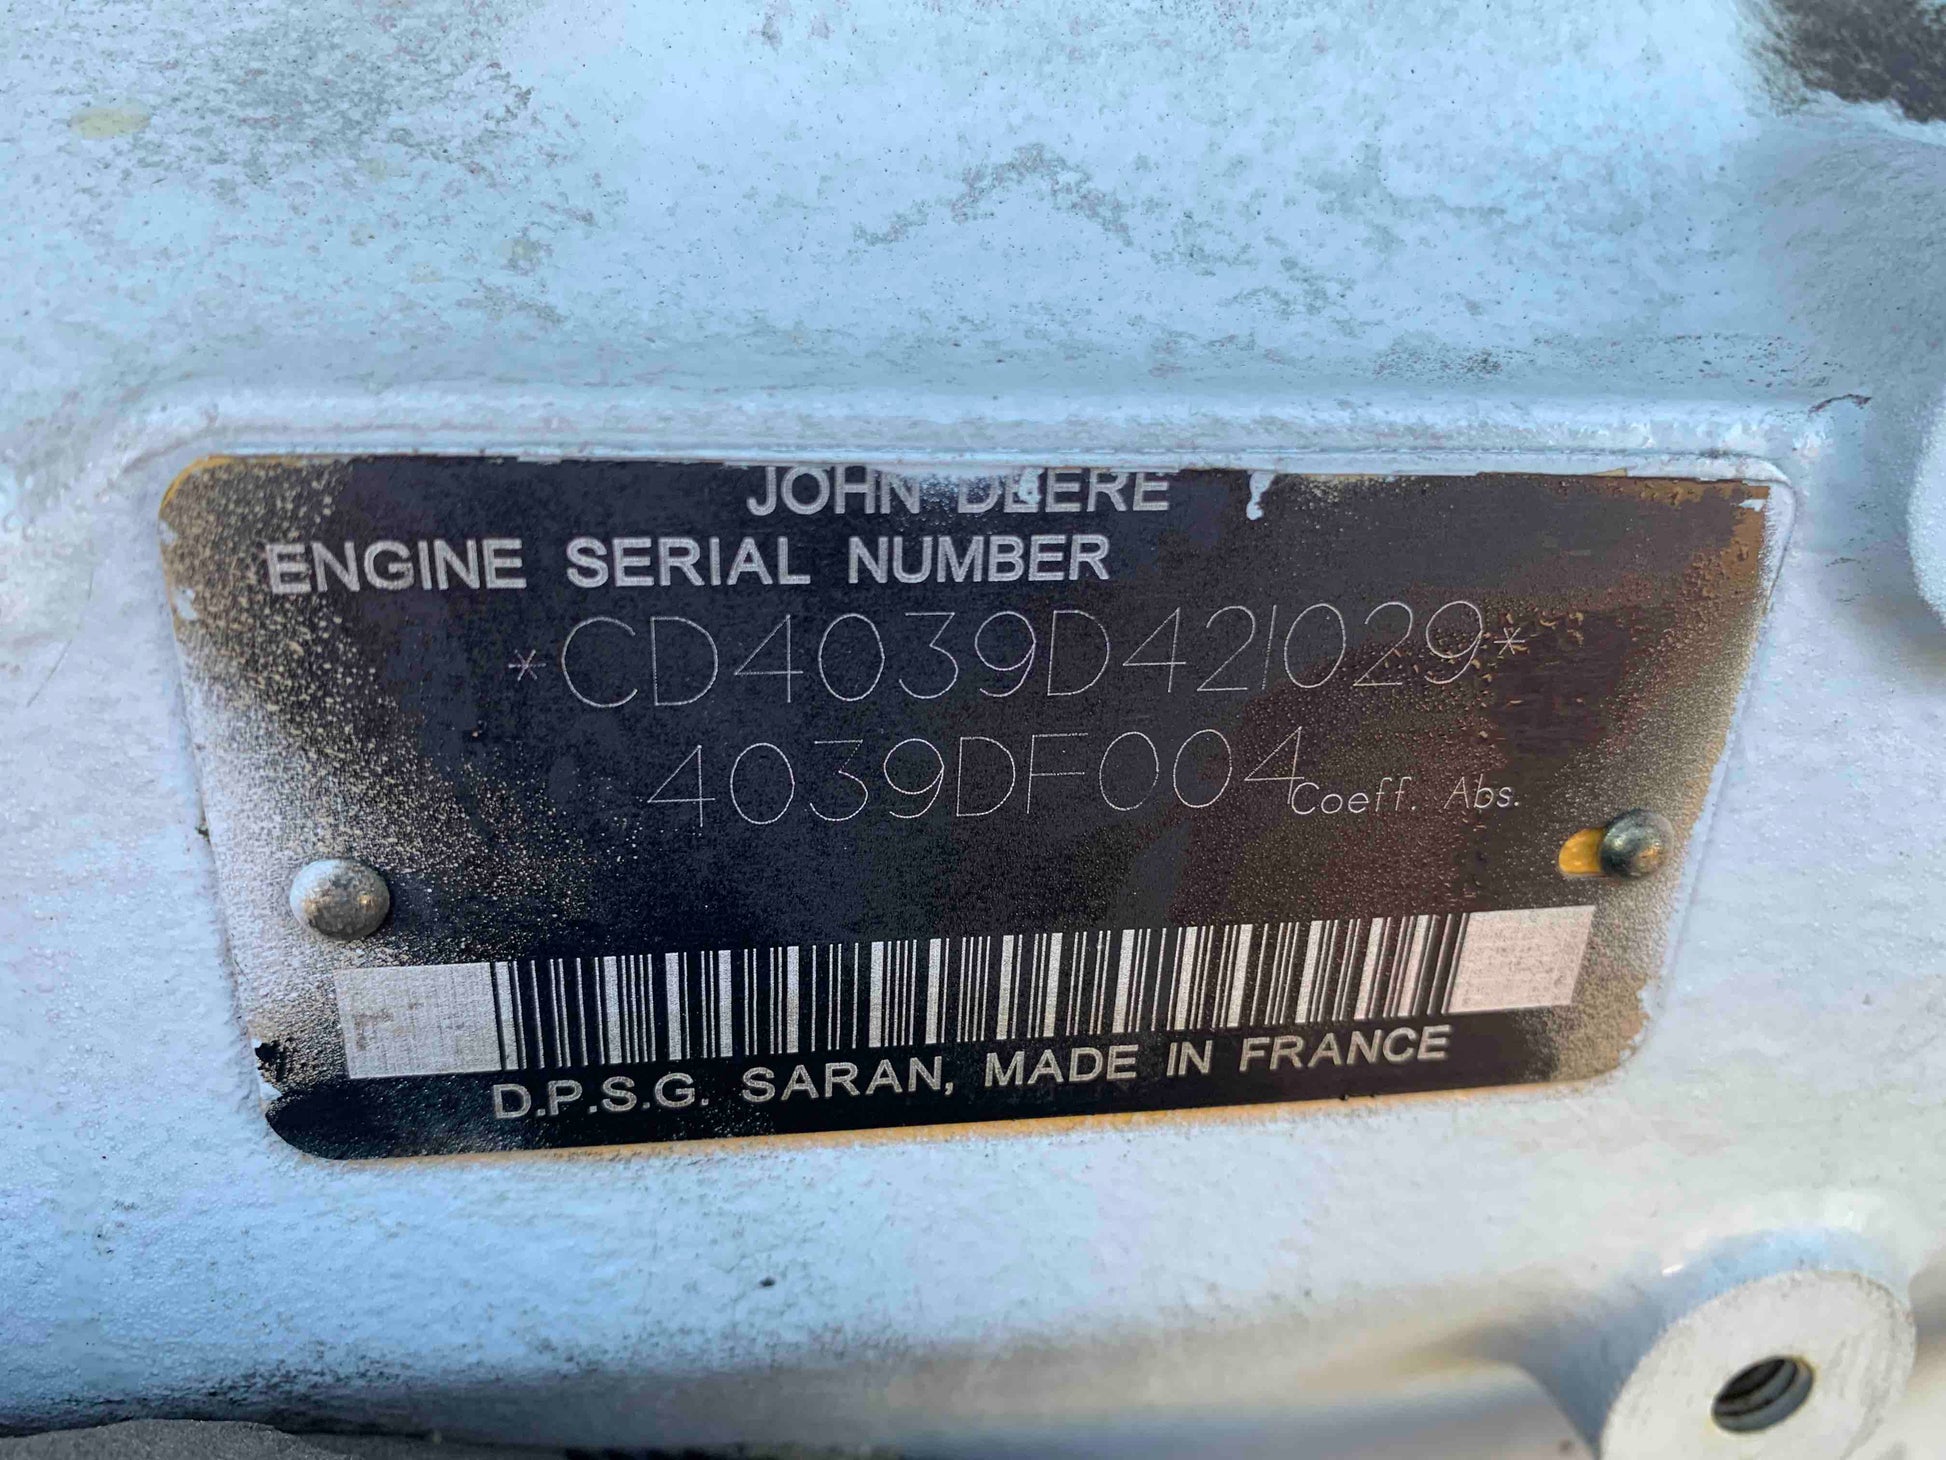 JOHN DEERE
ENGINE SERIAL NUMBER
*CD4039D421029*
4039DF004 Coeff. Abs.
D.P.S.G. SARAN, MADE IN FRANCE